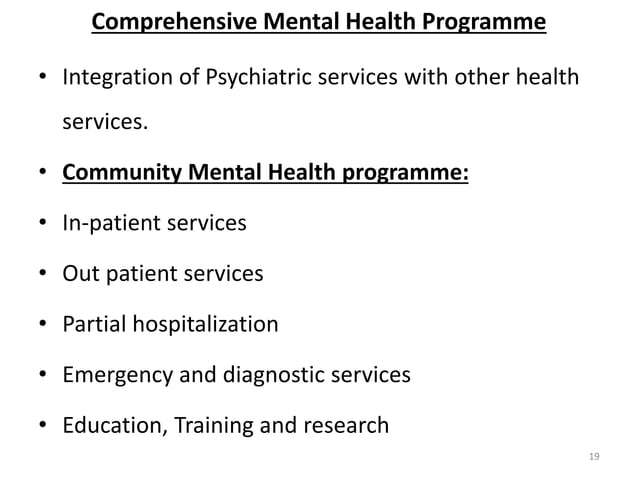 Comprehensive Mental Health Programme
• Integration of Psychiatric services with other health
services.
• Community Mental Health programme:
• In-patient services
• Out patient services
• Partial hospitalization
• Emergency and diagnostic services
• Education, Training and research
19